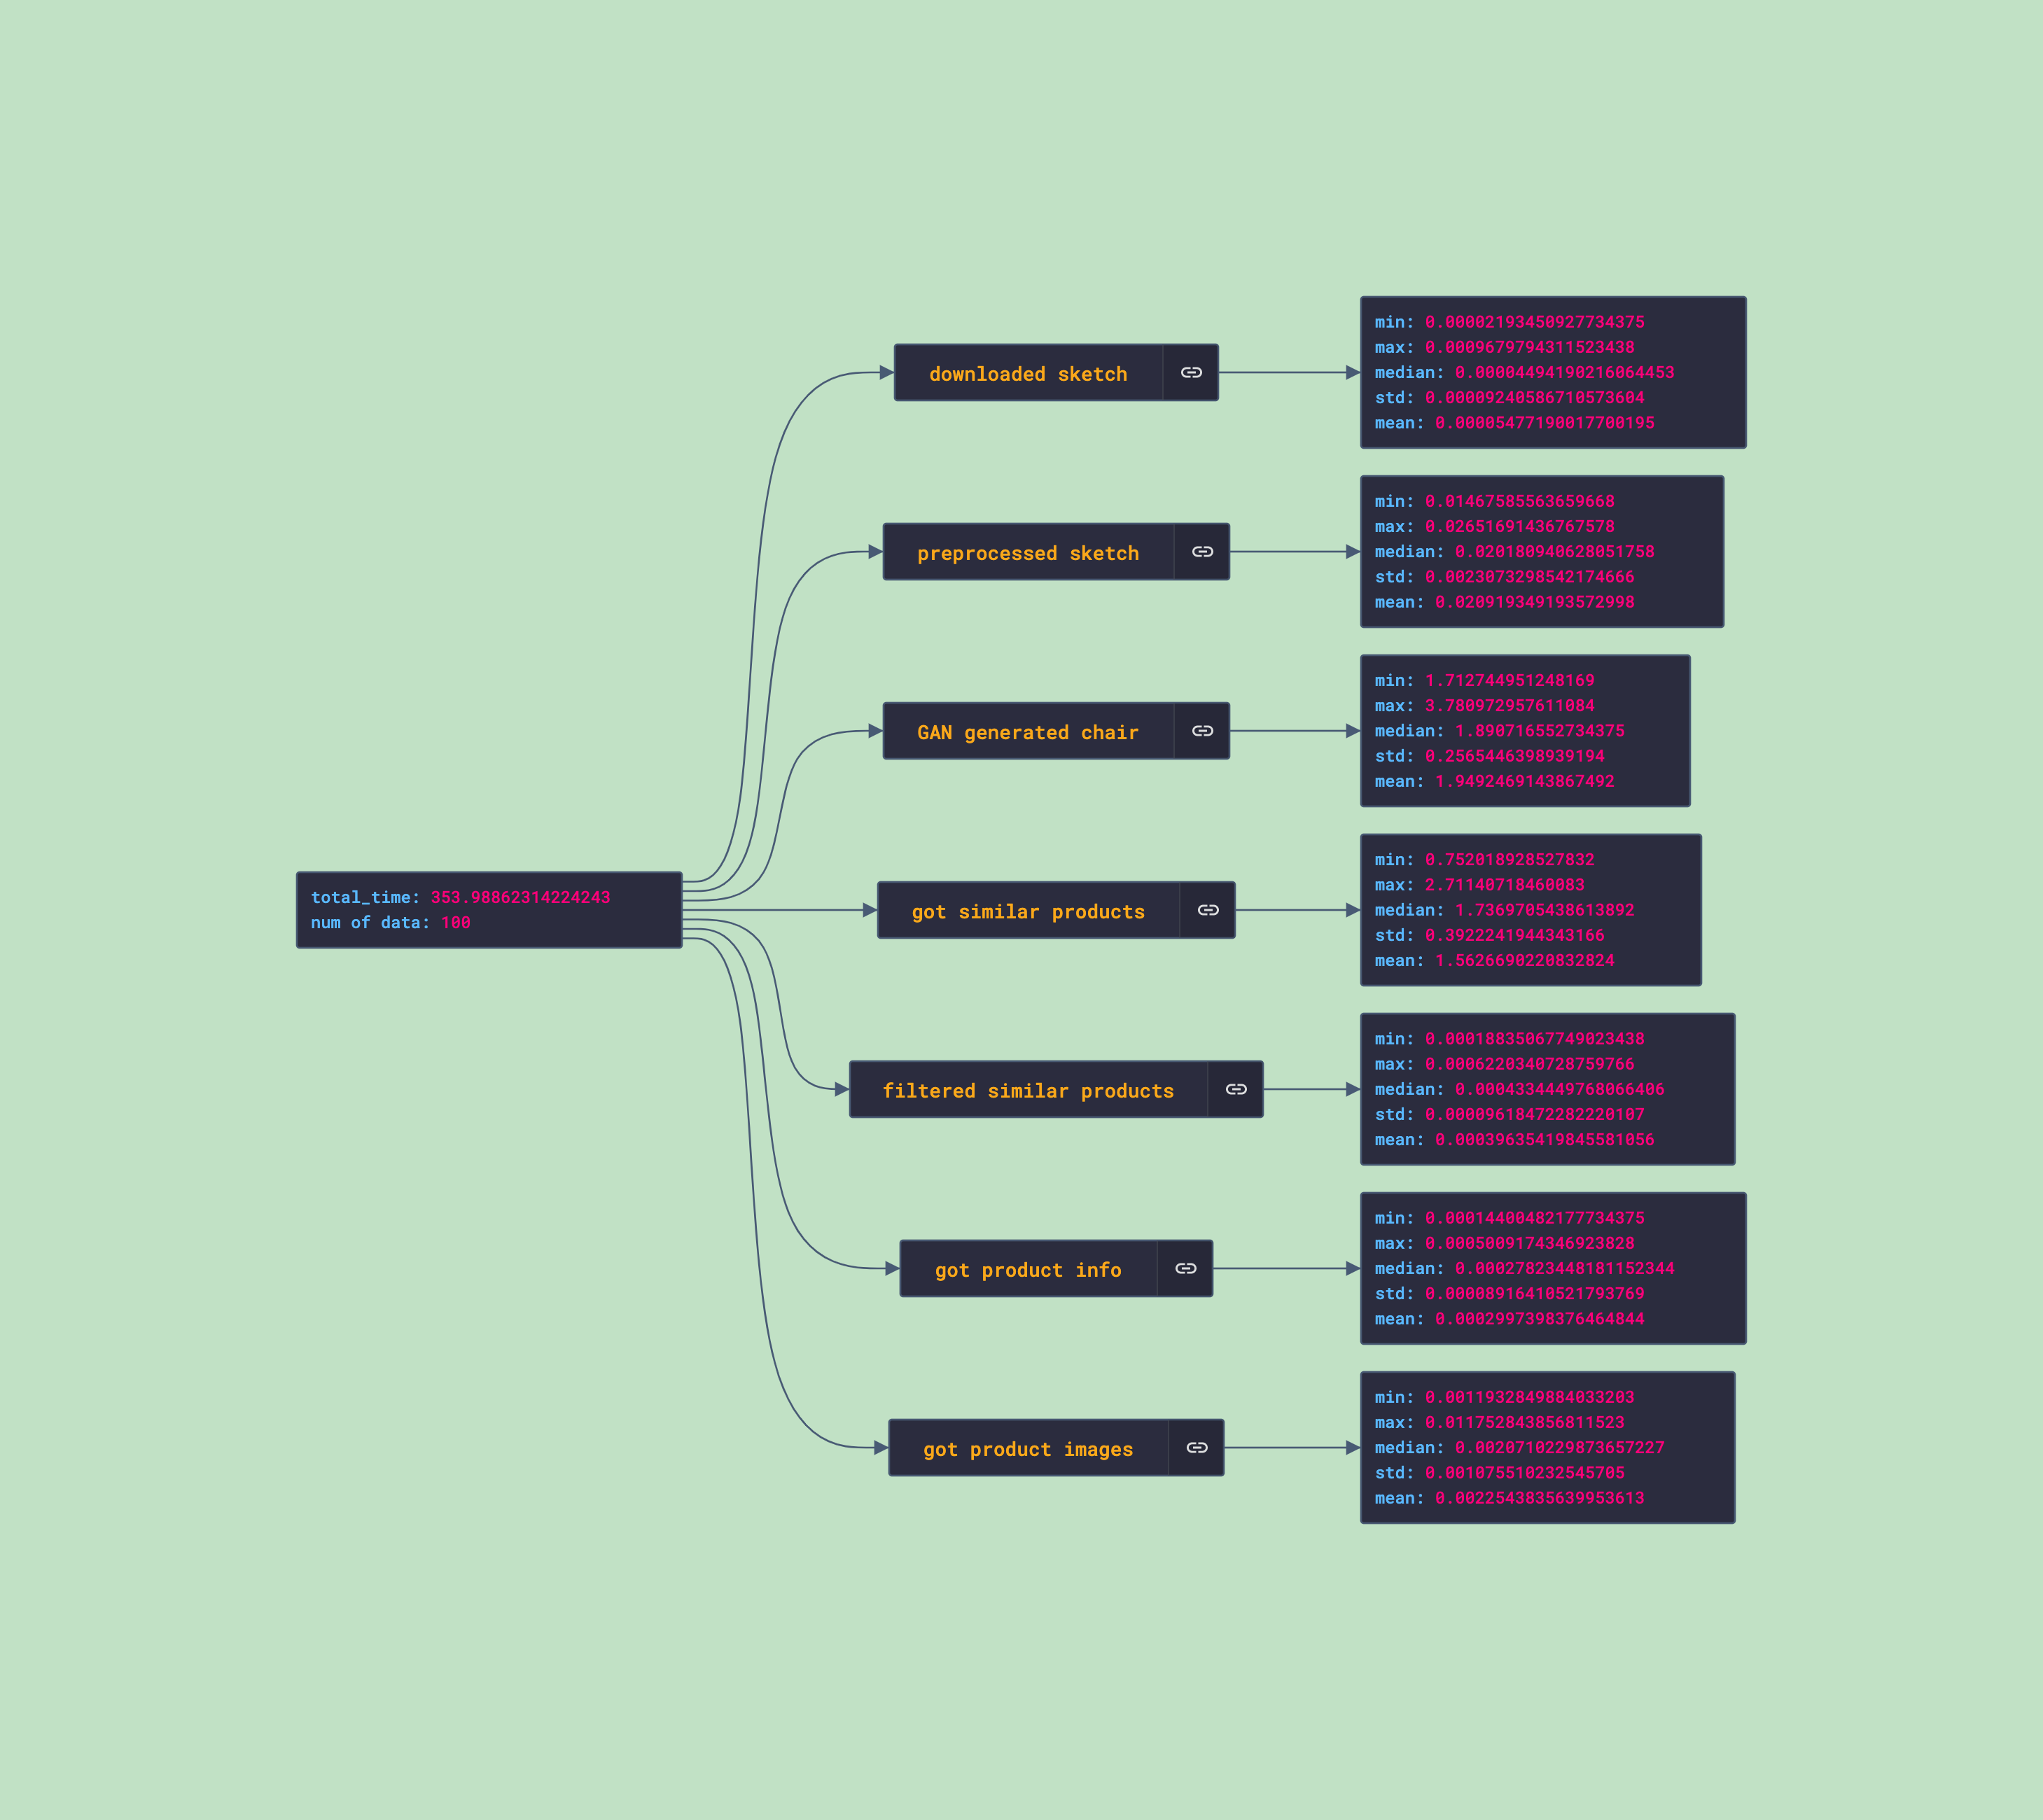 total_time: 353.98862314224243
num of data: 100
downloaded sketch
min: 0.00002193450927734375
max: 0.0009679794311523438
median: 0.00004494190216064453
std: 0.00009240586710573604
mean: 0.00005477190017700195
preprocessed sketch
min: 0.01467585563659668
max: 0.02651691436767578
median: 0.020180940628051758
std: 0.0023073298542174666
mean: 0.020919349193572998
GAN generated chair
min: 1.712744951248169
max: 3.780972957611084
median: 1.890716552734375
std: 0.2565446398939194
mean: 1.9492469143867492
got similar products
min: 0.752018928527832
max: 2.71140718460083
median: 1.7369705438613892
std: 0.3922241944343166
mean: 1.5626690220832824
filtered similar products
min: 0.00018835067749023438
max: 0.0006220340728759766
median: 0.0004334449768066406
std: 0.00009618472282220107
mean: 0.00039635419845581056
got product info
min: 0.00014400482177734375
max: 0.0005009174346923828
median: 0.00027823448181152344
std: 0.00008916410521793769
mean: 0.0002997398376464844
got product images
min: 0.0011932849884033203
max: 0.011752843856811523
median: 0.0020710229873657227
std: 0.001075510232545705
mean: 0.0022543835639953613